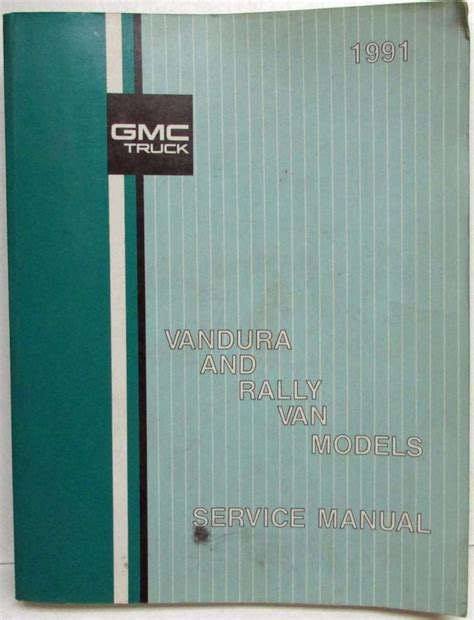 1991
GMC
TRUCK
VANDURA
AND
RALLY
VAN
MODELS
SERVICE MANUAL